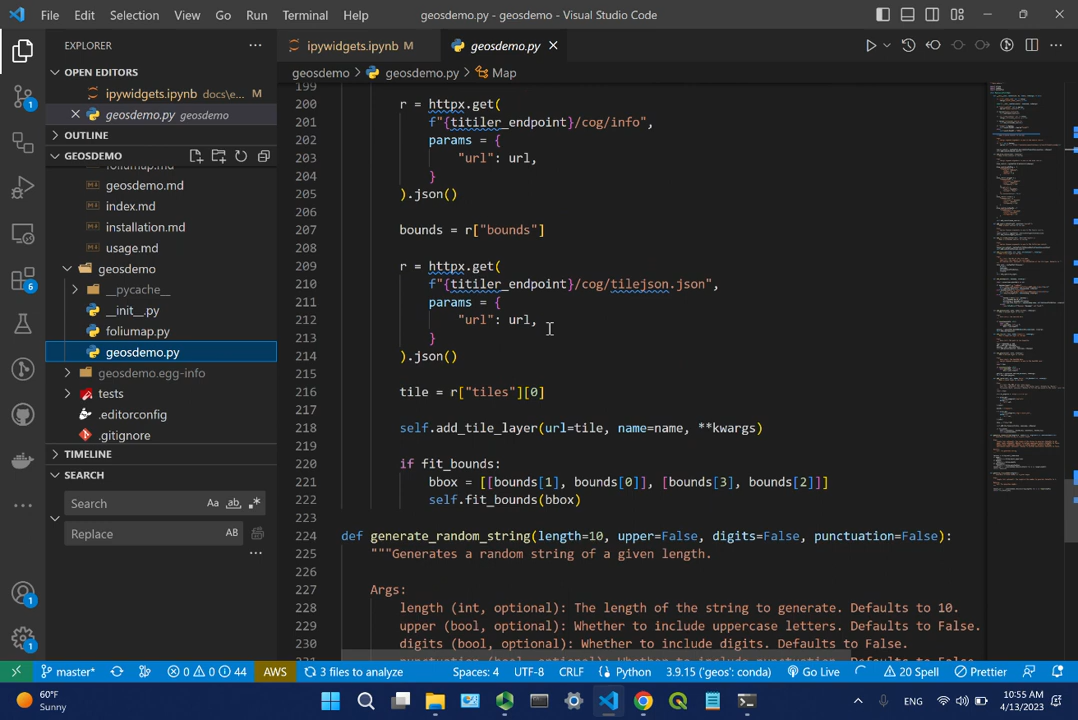 File Edit Selection View Go Run Terminal Help geosdemo.py - geosdemo - Visual Studio Code
EXPLORER
OPEN EDITORS
ipywidgets.ipynb docs\e... M
geosdemo.py geosdemo
OUTLINE
GEOSDEMO
foliumap.md
geosdemo.md
index.md
installation.md
usage.md
geosdemo
__pycache__
__init__.py
foliumap.py
geosdemo.py
geosdemo.egg-info
tests
.editorconfig
.gitignore
TIMELINE
SEARCH
Search Aa ab .*
Replace AB
...
1
6
1
1
ipywidgets.ipynb M geosdemo.py
geosdemo > geosdemo.py > Map
199
200 r = httpx.get(
201 f"{titiler_endpoint}/cog/info",
202 params = {
203 "url": url,
204 }
205 ).json()
206
207 bounds = r["bounds"]
208
209 r = httpx.get(
210 f"{titiler_endpoint}/cog/tilejson.json",
211 params = {
212 "url": url,
213 }
214 ).json()
215
216 tile = r["tiles"][0]
217
218 self.add_tile_layer(url=tile, name=name, **kwargs)
219
220 if fit_bounds:
221 bbox = [[bounds[1], bounds[0]], [bounds[3], bounds[2]]]
222 self.fit_bounds(bbox)
223
224 def generate_random_string(length=10, upper=False, digits=False, punctuation=False):
225 """Generates a random string of a given length.
226
227 Args:
228 length (int, optional): The length of the string to generate. Defaults to 10.
229 upper (bool, optional): Whether to include uppercase letters. Defaults to False.
230 digits (bool, optional): Whether to include digits. Defaults to False.
master* 0 0 44 AWS 3 files to analyze Spaces: 4 UTF-8 CRLF Python 3.9.15 ('geos': conda) Go Live 20 Spell Prettier
60°F
Sunny
ENG
10:55 AM
4/13/2023